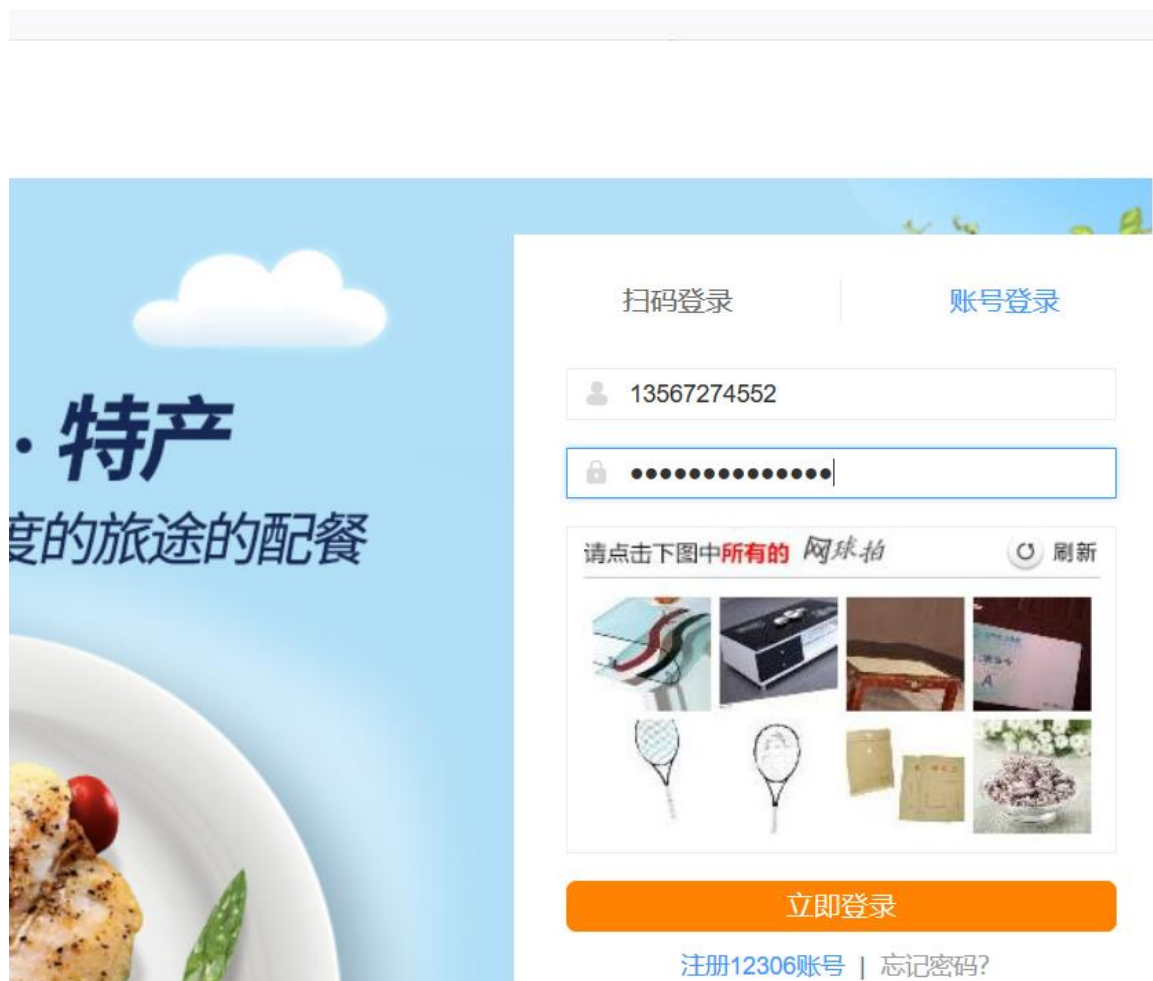 扫码登录
账号登录
13567274552
·特产
度的旅途的配餐
请点击下图中所有的 网球拍
刷新
A
立即登录
注册12306账号 | 忘记密码?